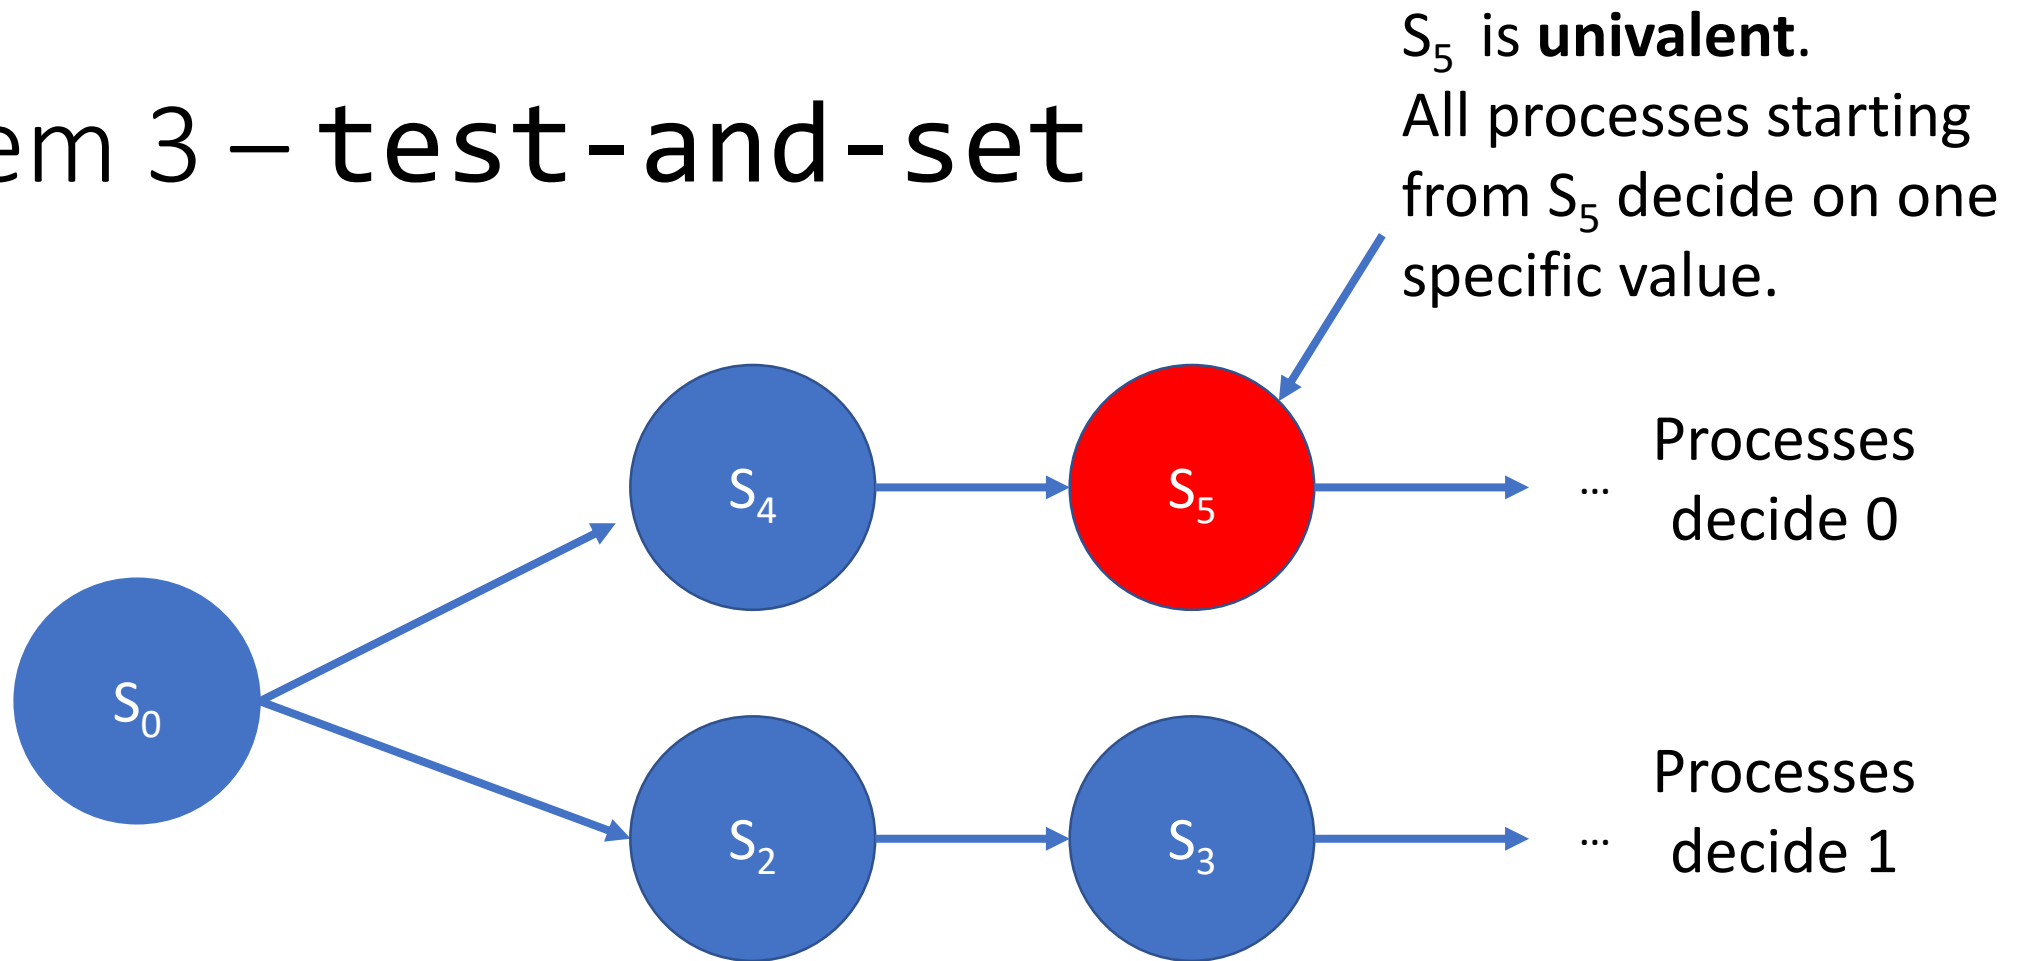 S₅ is univalent.
All processes starting
from S₅ decide on one
specific value.
em 3 – test-and-set
S₄
S₅
...
Processes
decide 0
S₀
S₂
S₃
...
Processes
decide 1